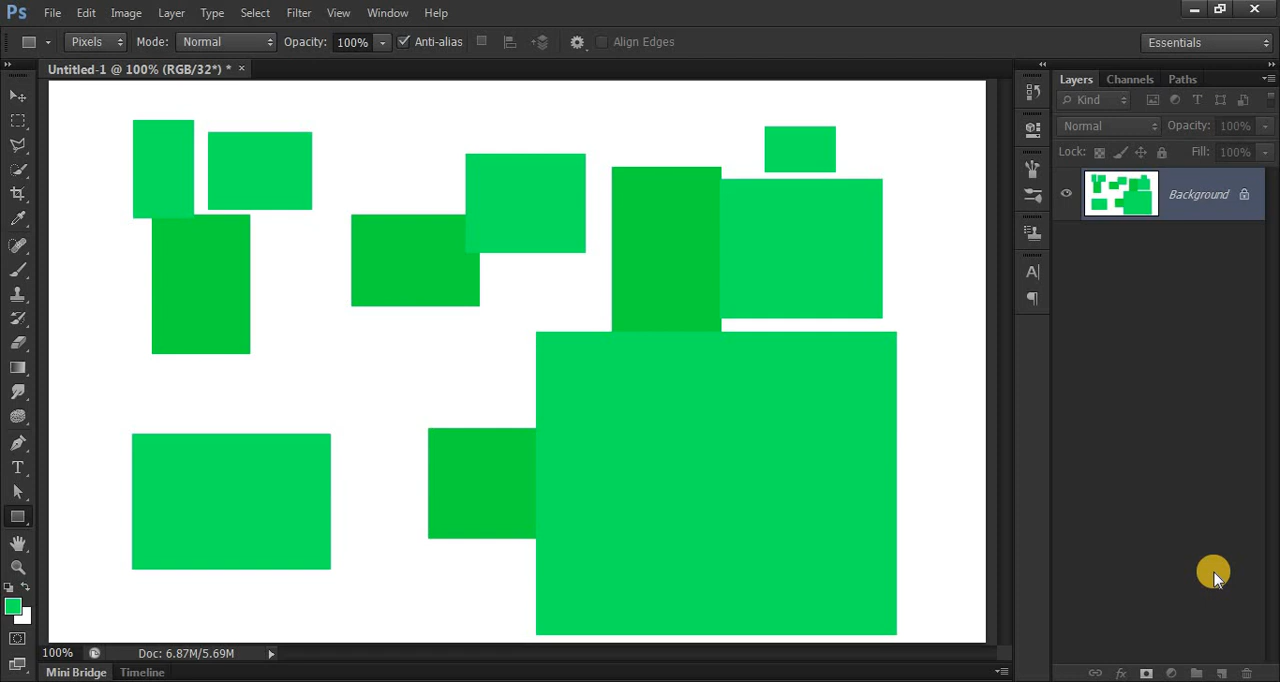 Ps File Edit Image Layer Type Select Filter View Window Help
Pixels Mode: Normal Opacity: 100% Anti-alias Align Edges Essentials
Untitled-1 @ 100% (RGB/32*) * ×
Layers Channels Paths
Kind
Normal Opacity: 100%
Lock: Fill: 100%
Background
100% Doc: 6.87M/5.69M
Mini Bridge Timeline